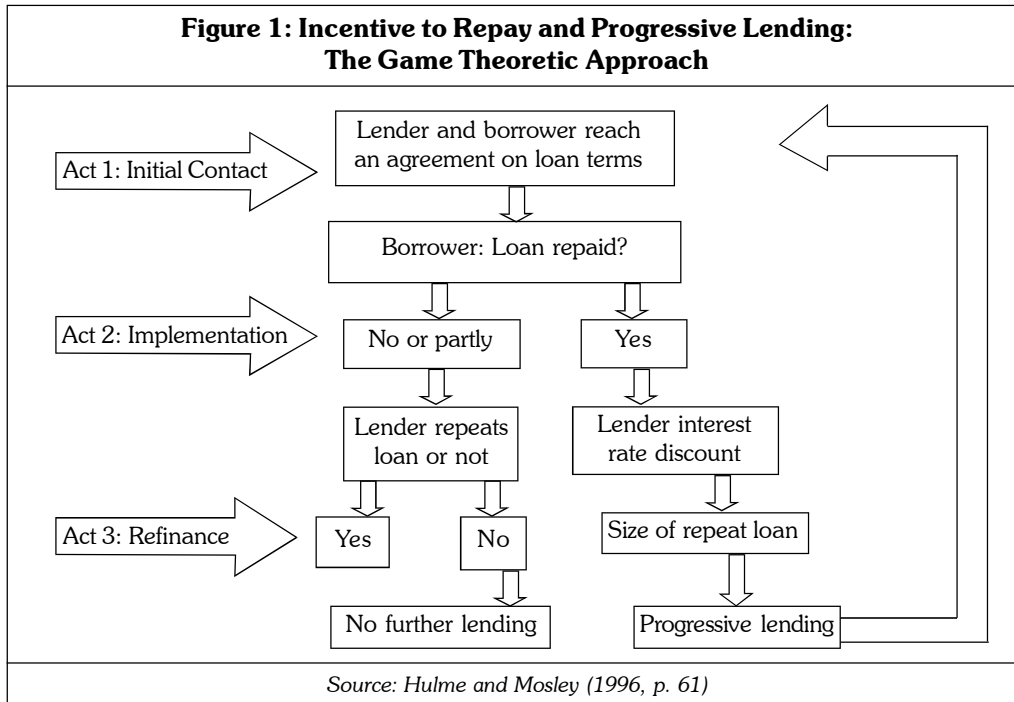 Figure 1: Incentive to Repay and Progressive Lending:
The Game Theoretic Approach
Lender and borrower reach
an agreement on loan terms
Act 1: Initial Contact
Borrower: Loan repaid?
Act 2: Implementation
No or partly
Yes
Lender repeats
loan or not
Lender interest
rate discount
Act 3: Refinance
Yes
No
Size of repeat loan
No further lending
Progressive lending
Source: Hulme and Mosley (1996, p. 61)